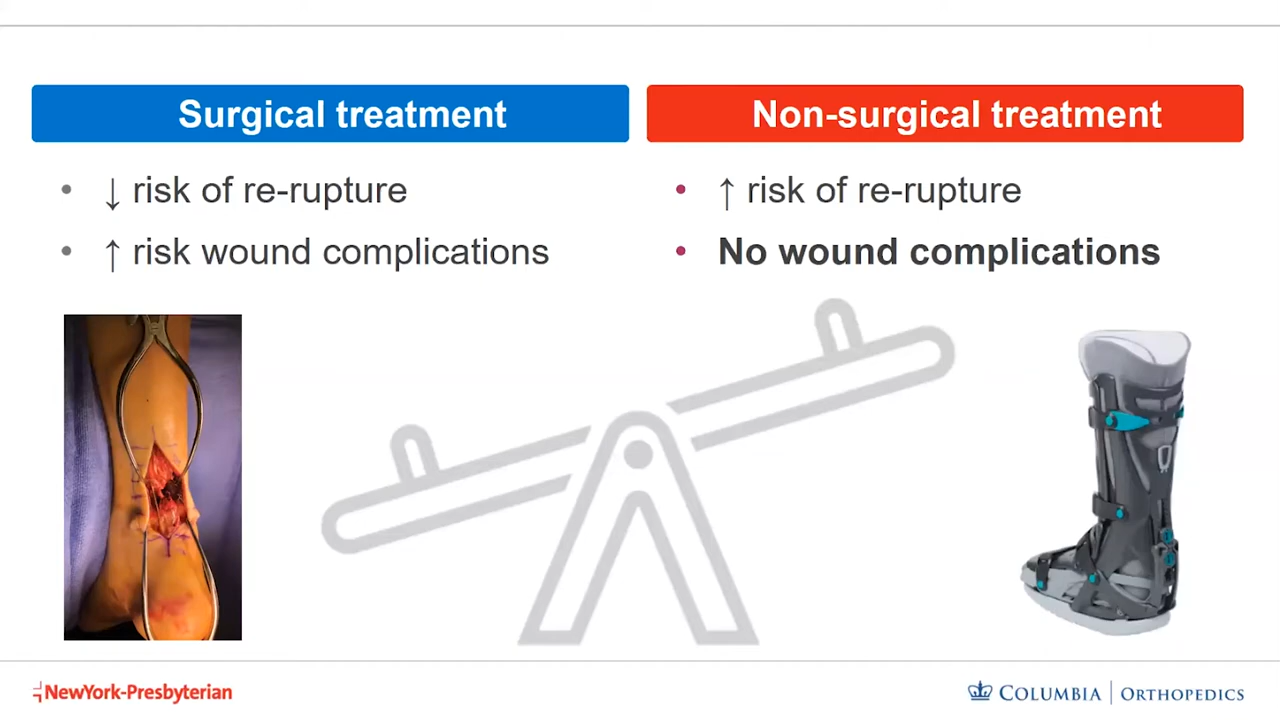 Surgical treatment
• ↓ risk of re-rupture
• ↑ risk wound complications
Non-surgical treatment
• ↑ risk of re-rupture
• No wound complications
NewYork-Presbyterian
COLUMBIA | ORTHOPEDICS